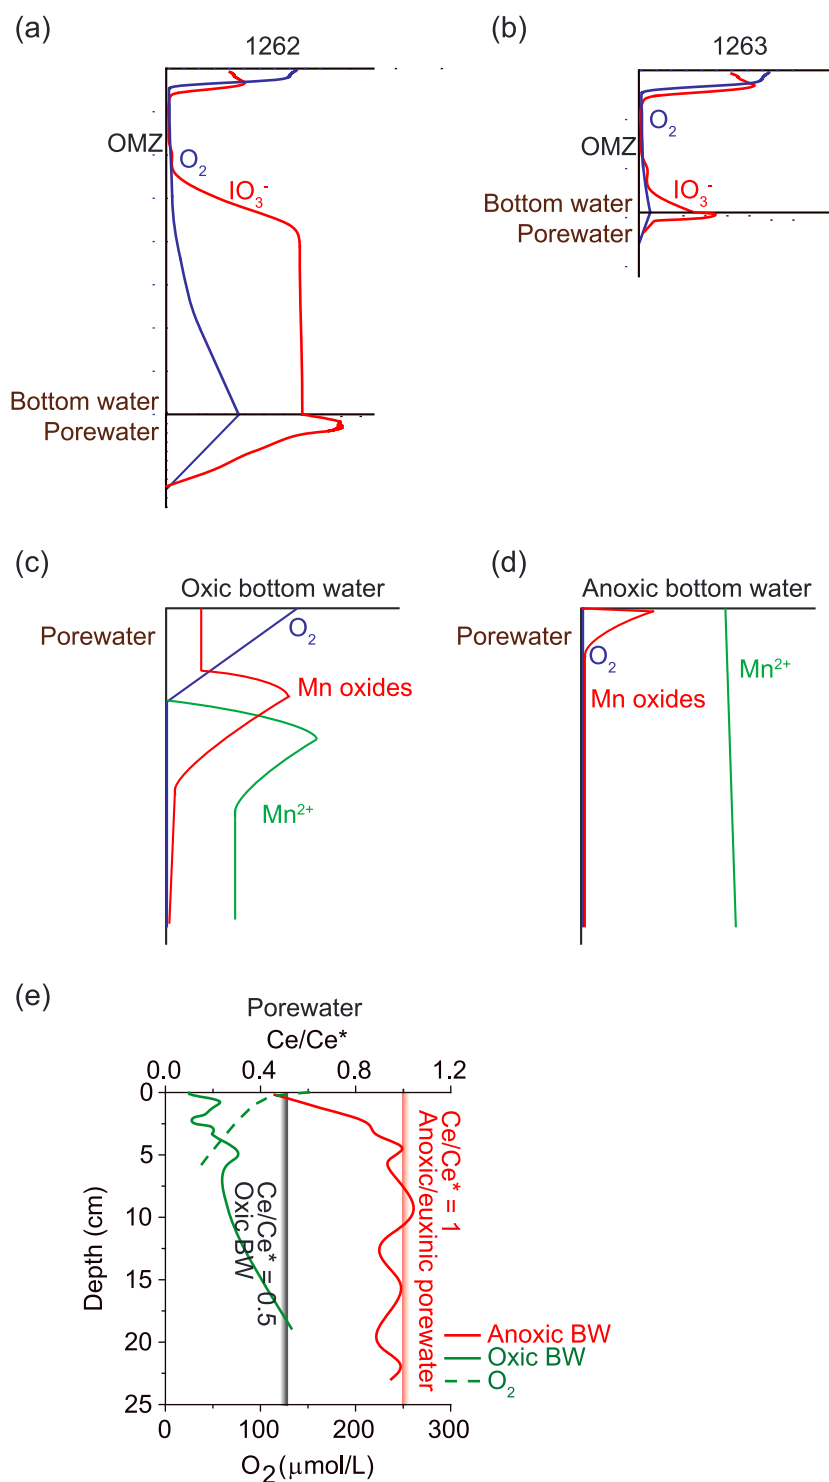 (a)
1262
OMZ
O₂
IO₃⁻
Bottom water
Porewater
(b)
1263
O₂
OMZ
IO₃⁻
Bottom water
Porewater
(c)
Oxic bottom water
Porewater
O₂
Mn oxides
Mn²⁺
(d)
Anoxic bottom water
Porewater
O₂
Mn²⁺
Mn oxides
(e)
Porewater
Ce/Ce*
0.0 0.4 0.8 1.2
0
5
10
15
20
25
Depth (cm)
Ce/Ce* = 0.5
Oxic BW
Ce/Ce* = 1
Anoxic/euxinic porewater
Anoxic BW
Oxic BW
O₂
0 100 200 300
O₂ (μmol/L)